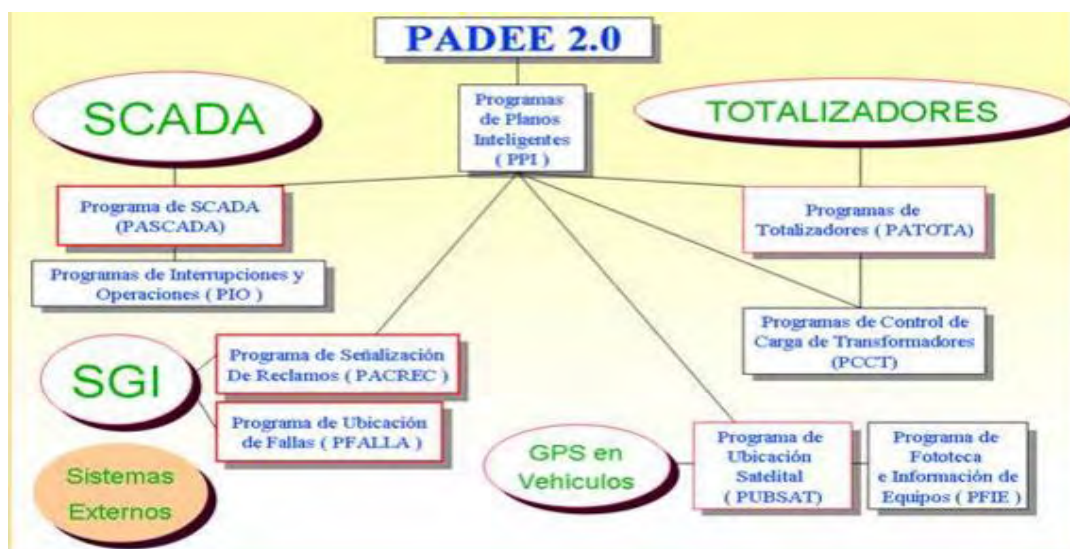 PADEE 2.0
SCADA
Programas
de Planos
Inteligentes
( PPI )
TOTALIZADORES
Programa de SCADA
(PASCADA)
Programas de
Totalizadores ( PATOTA)
Programas de Interrupciones y
Operaciones ( PIO )
Programas de Control de
Carga de Transformadores
(PCCT)
SGI
Programa de Señalización
De Reclamos ( PACREC )
Programa de Ubicación
de Fallas ( PFALLA )
GPS en
Vehiculos
Programa de
Ubicación
Satelital
( PUBSAT)
Programa de
Fototeca
e Información de
Equipos ( PFIE )
Sistemas
Externos